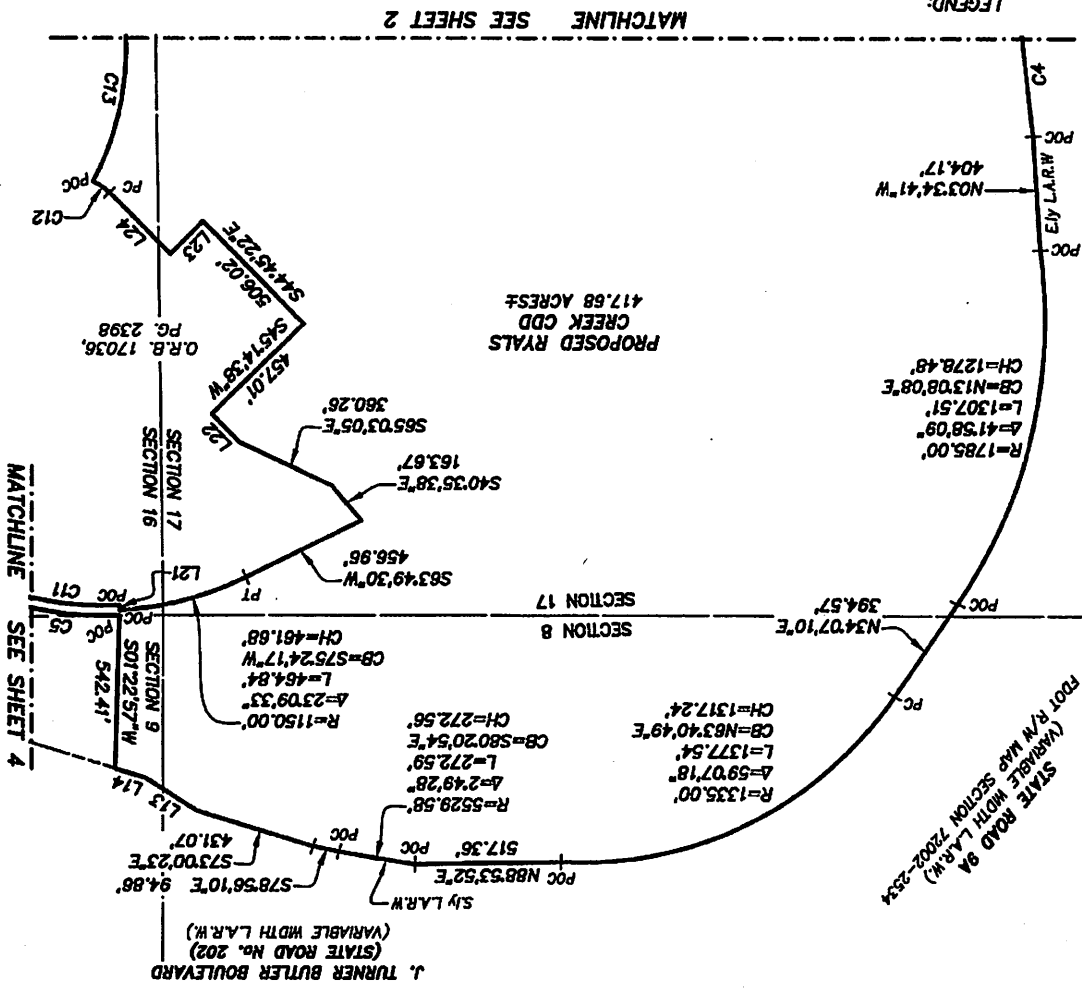 J. TURNER BUTLER BOULEVARD
(STATE ROAD No. 202)
(VARIABLE WIDTH L.A.R.W.)
STATE ROAD 9A
(VARIABLE WIDTH L.A.R.W.)
FDOT R/W MAP SECTION 72002-2534
S'ly L.A.R.W
N88°53'52"E
517.36'
POC
POC
POC
S78°56'10"E 94.86'
S73°00'23"E
431.07'
L13
L14
R=5529.58'
Δ=2°49'28"
L=272.59'
CB=S80°20'54"E
CH=272.56'
R=1335.00'
Δ=59°07'18"
L=1377.54'
CB=N63°40'49"E
CH=1317.24'
PC
N34°07'10"E
394.57'
POC
SECTION 9
S01°22'57"W
542.41'
R=1150.00'
Δ=23°09'33"
L=464.84'
CB=S75°24'17"W
CH=461.68'
SECTION 8
SECTION 17
POC
POC
POC
C5
C11
L21
MATCHLINE SEE SHEET 4
PT
S63°49'30"W
456.96'
SECTION 17
SECTION 16
S40°35'38"E
163.67'
S65°03'05"E
360.26'
L22
R=1785.00'
Δ=41°58'09"
L=1307.51'
CB=N13°08'08"E
CH=1278.48'
457.01'
S45°14'38"W
O.R.B. 17036,
PG. 2398
PROPOSED RYALS
CREEK CDD
417.68 ACRES±
506.02'
S44°45'22"E
L23
L24
POC
N03°34'41"W
404.17'
E'ly L.A.R.W
POC
PC
POC
C12
C4
C13
MATCHLINE SEE SHEET 2
LEGEND: